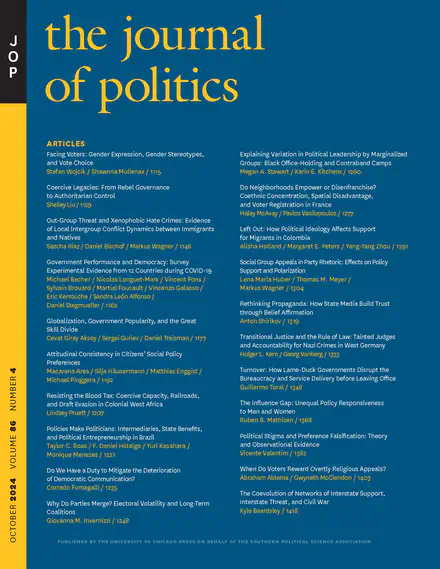 J
O
P
the journal
of politics
ARTICLES
Facing Voters: Gender Expression, Gender Stereotypes,
and Vote Choice
Stefan Wojcik / Shawnna Mullenax / 1115
Coercive Legacies: From Rebel Governance
to Authoritarian Control
Shelley Liu / 1129
Out-Group Threat and Xenophobic Hate Crimes: Evidence
of Local Intergroup Conflict Dynamics between Immigrants
and Natives
Sascha Riaz / Daniel Bischof / Markus Wagner / 1146
Government Performance and Democracy: Survey
Experimental Evidence from 12 Countries during COVID-19
Michael Becher / Nicolas Longuet-Marx / Vincent Pons /
Sylvain Brouard / Martial Foucault / Vincenzo Galasso /
Eric Kerrouche / Sandra León Alfonso /
Daniel Stegmueller / 1162
Globalization, Government Popularity, and the Great
Skill Divide
Cevat Giray Aksoy / Sergei Guriev / Daniel Treisman / 1177
Attitudinal Consistency in Citizens' Social Policy
Preferences
Macarena Ares / Silja Häusermann / Matthias Enggist /
Michael Pinggera / 1192
Resisting the Blood Tax: Coercive Capacity, Railroads,
and Draft Evasion in Colonial West Africa
Lindsey Pruett / 1207
Policies Make Politicians: Intermediaries, State Benefits,
and Political Entrepreneurship in Brazil
Taylor C. Boas / F. Daniel Hidalgo / Yuri Kasahara /
Monique Menezes / 1221
Do We Have a Duty to Mitigate the Deterioration
of Democratic Communication?
Corrado Fumagalli / 1235
Why Do Parties Merge? Electoral Volatility and Long-Term
Coalitions
Giovanna M. Invernizzi / 1248
Explaining Variation in Political Leadership by Marginalized
Groups: Black Office-Holding and Contraband Camps
Megan A. Stewart / Karin E. Kitchens / 1260
Do Neighborhoods Empower or Disenfranchise?
Coethnic Concentration, Spatial Disadvantage,
and Voter Registration in France
Haley McAvay / Pavlos Vasilopoulos / 1277
Left Out: How Political Ideology Affects Support
for Migrants in Colombia
Alisha Holland / Margaret E. Peters / Yang-Yang Zhou / 1291
Social Group Appeals in Party Rhetoric: Effects on Policy
Support and Polarization
Lena Maria Huber / Thomas M. Meyer /
Markus Wagner / 1304
Rethinking Propaganda: How State Media Build Trust
through Belief Affirmation
Anton Shirikov / 1319
Transitional Justice and the Rule of Law: Tainted Judges
and Accountability for Nazi Crimes in West Germany
Holger L. Kern / Georg Vanberg / 1333
Turnover: How Lame-Duck Governments Disrupt the
Bureaucracy and Service Delivery before Leaving Office
Guillermo Toral / 1348
The Influence Gap: Unequal Policy Responsiveness
to Men and Women
Ruben B. Mathisen / 1368
Political Stigma and Preference Falsification: Theory
and Observational Evidence
Vicente Valentim / 1382
When Do Voters Reward Overtly Religious Appeals?
Abraham Aldama / Gwyneth McClendon / 1403
The Coevolution of Networks of Interstate Support,
Interstate Threat, and Civil War
Kyle Beardsley / 1418
OCTOBER 2024 VOLUME 86 NUMBER 4
PUBLISHED BY THE UNIVERSITY OF CHICAGO PRESS ON BEHALF OF THE SOUTHERN POLITICAL SCIENCE ASSOCIATION